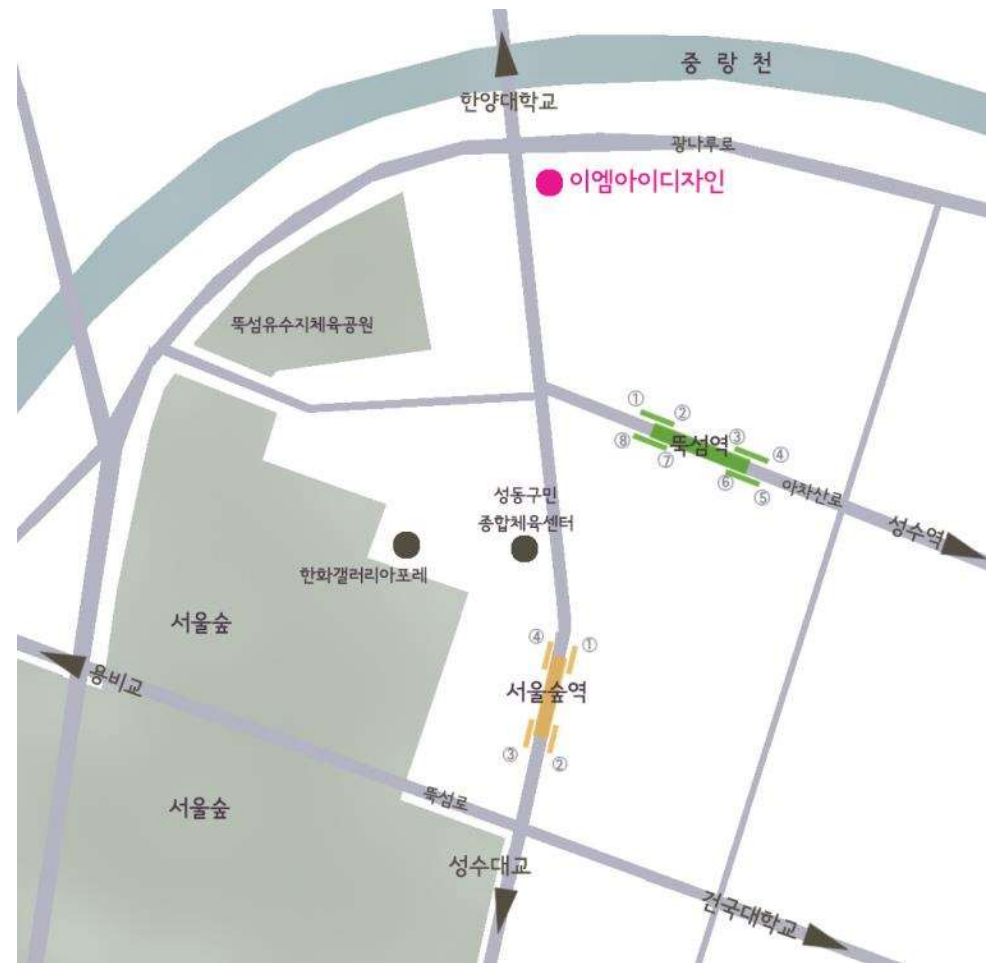 중 랑 천
한양대학교
광나루로
이엠아이디자인
뚝섬유수지체육공원
① ②
뚝섬역
③ ④
⑧ ⑦
⑥ ⑤
아차산로
성수역
성동구민
종합체육센터
한화갤러리아포레
서울숲
④ ①
서울숲역
③ ②
용비교
뚝섬로
서울숲
성수대교
건국대학교